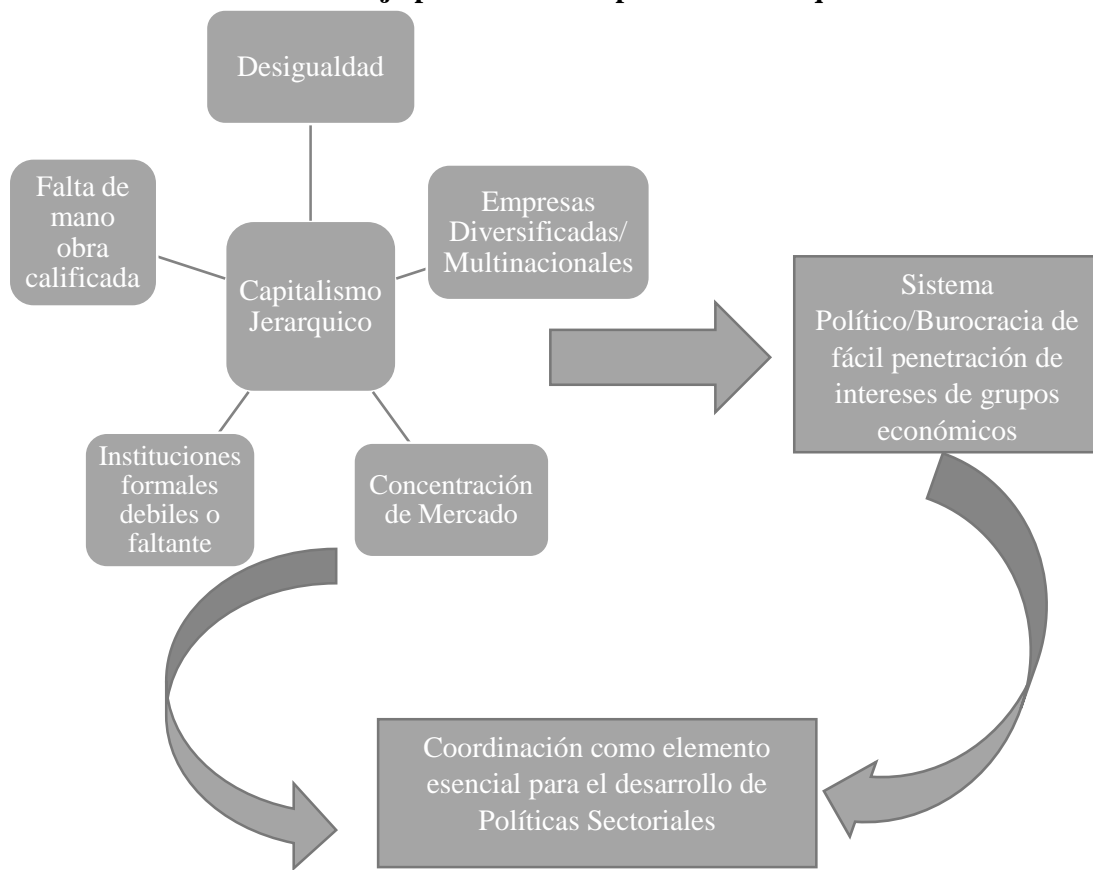 Desigualdad
Falta de
mano
obra
calificada
Empresas
Diversificadas/
Multinacionales
Capitalismo
Jerarquico
Instituciones
formales
debiles o
faltante
Concentración
de Mercado
Sistema
Político/Burocracia de
fácil penetración de
intereses de grupos
económicos
Coordinación como elemento
esencial para el desarrollo de
Políticas Sectoriales